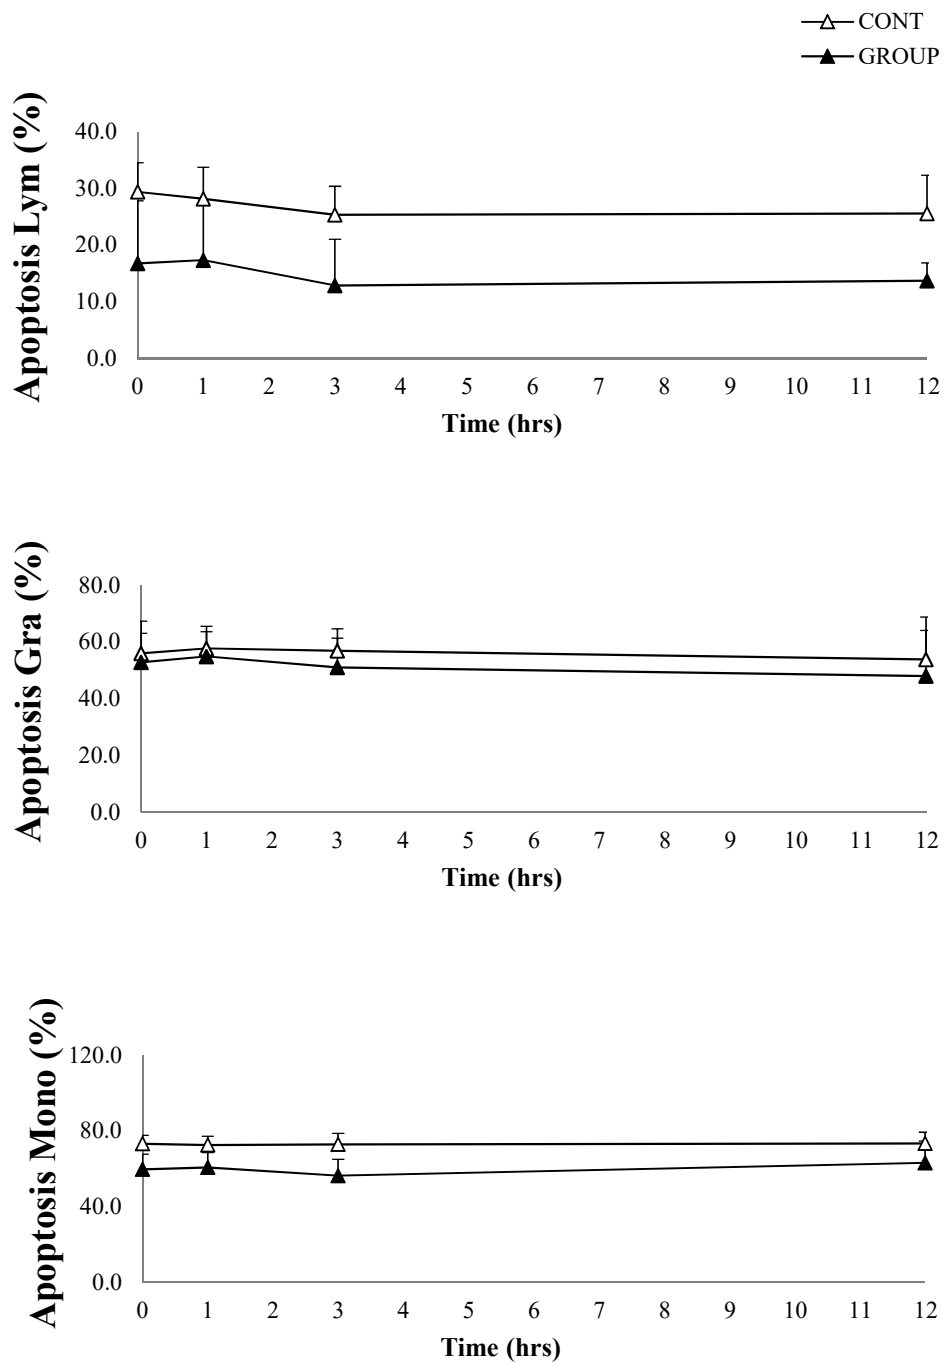 CONT
GROUP
Apoptosis Lym (%)
40.0
30.0
20.0
10.0
0.0
0 1 2 3 4 5 6 7 8 9 10 11 12
Time (hrs)
Apoptosis Gra (%)
80.0
60.0
40.0
20.0
0.0
0 1 2 3 4 5 6 7 8 9 10 11 12
Time (hrs)
Apoptosis Mono (%)
120.0
80.0
40.0
0.0
0 1 2 3 4 5 6 7 8 9 10 11 12
Time (hrs)